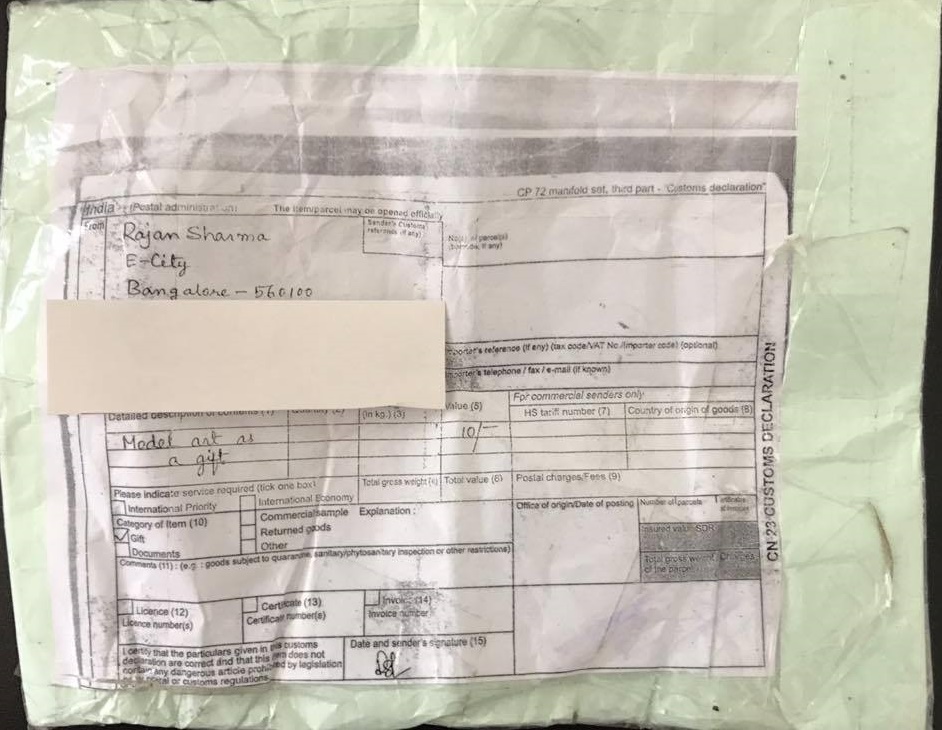 CP 72 manifold set, third part - 'Customs declaration'
India (Postal administration) The item/parcel may be opened officially
From
Sender's Customs
reference (if any)
No(s) of parcel(s)
Rajan Sharma
E-City
Bangalore - 560100
reference (if any) (tax code/VAT No./importer code) (optional)
telephone / fax / e-mail (if known)
Detailed description of contents (1)
(in kg.) (3)
Value (5)
For commercial senders only
HS tariff number (7)
Country of origin of goods (8)
Model art as
a gift
10/-
Total gross weight (4)
Total value (6)
Postal charges/Fees (9)
Please indicate service required (tick one box)
International Priority
International Economy
Category of Item (10)
Gift
Documents
Commercial sample
Returned goods
Other
Explanation :
Office of origin/Date of posting
Number of parcels
Insured value SDR
Total gross weight
of the parcel
Charges
Comments (11) : (e.g. : goods subject to quarantine, sanitary/phytosanitary inspection or other restrictions)
Licence (12)
Licence number(s)
Certificate (13)
Certificate number(s)
Invoice (14)
Invoice number
I certify that the particulars given in this customs
declaration are correct and that this item does not
contain any dangerous article prohibited by legislation
or customs regulations.
Date and sender's signature (15)
CN 23 CUSTOMS DECLARATION